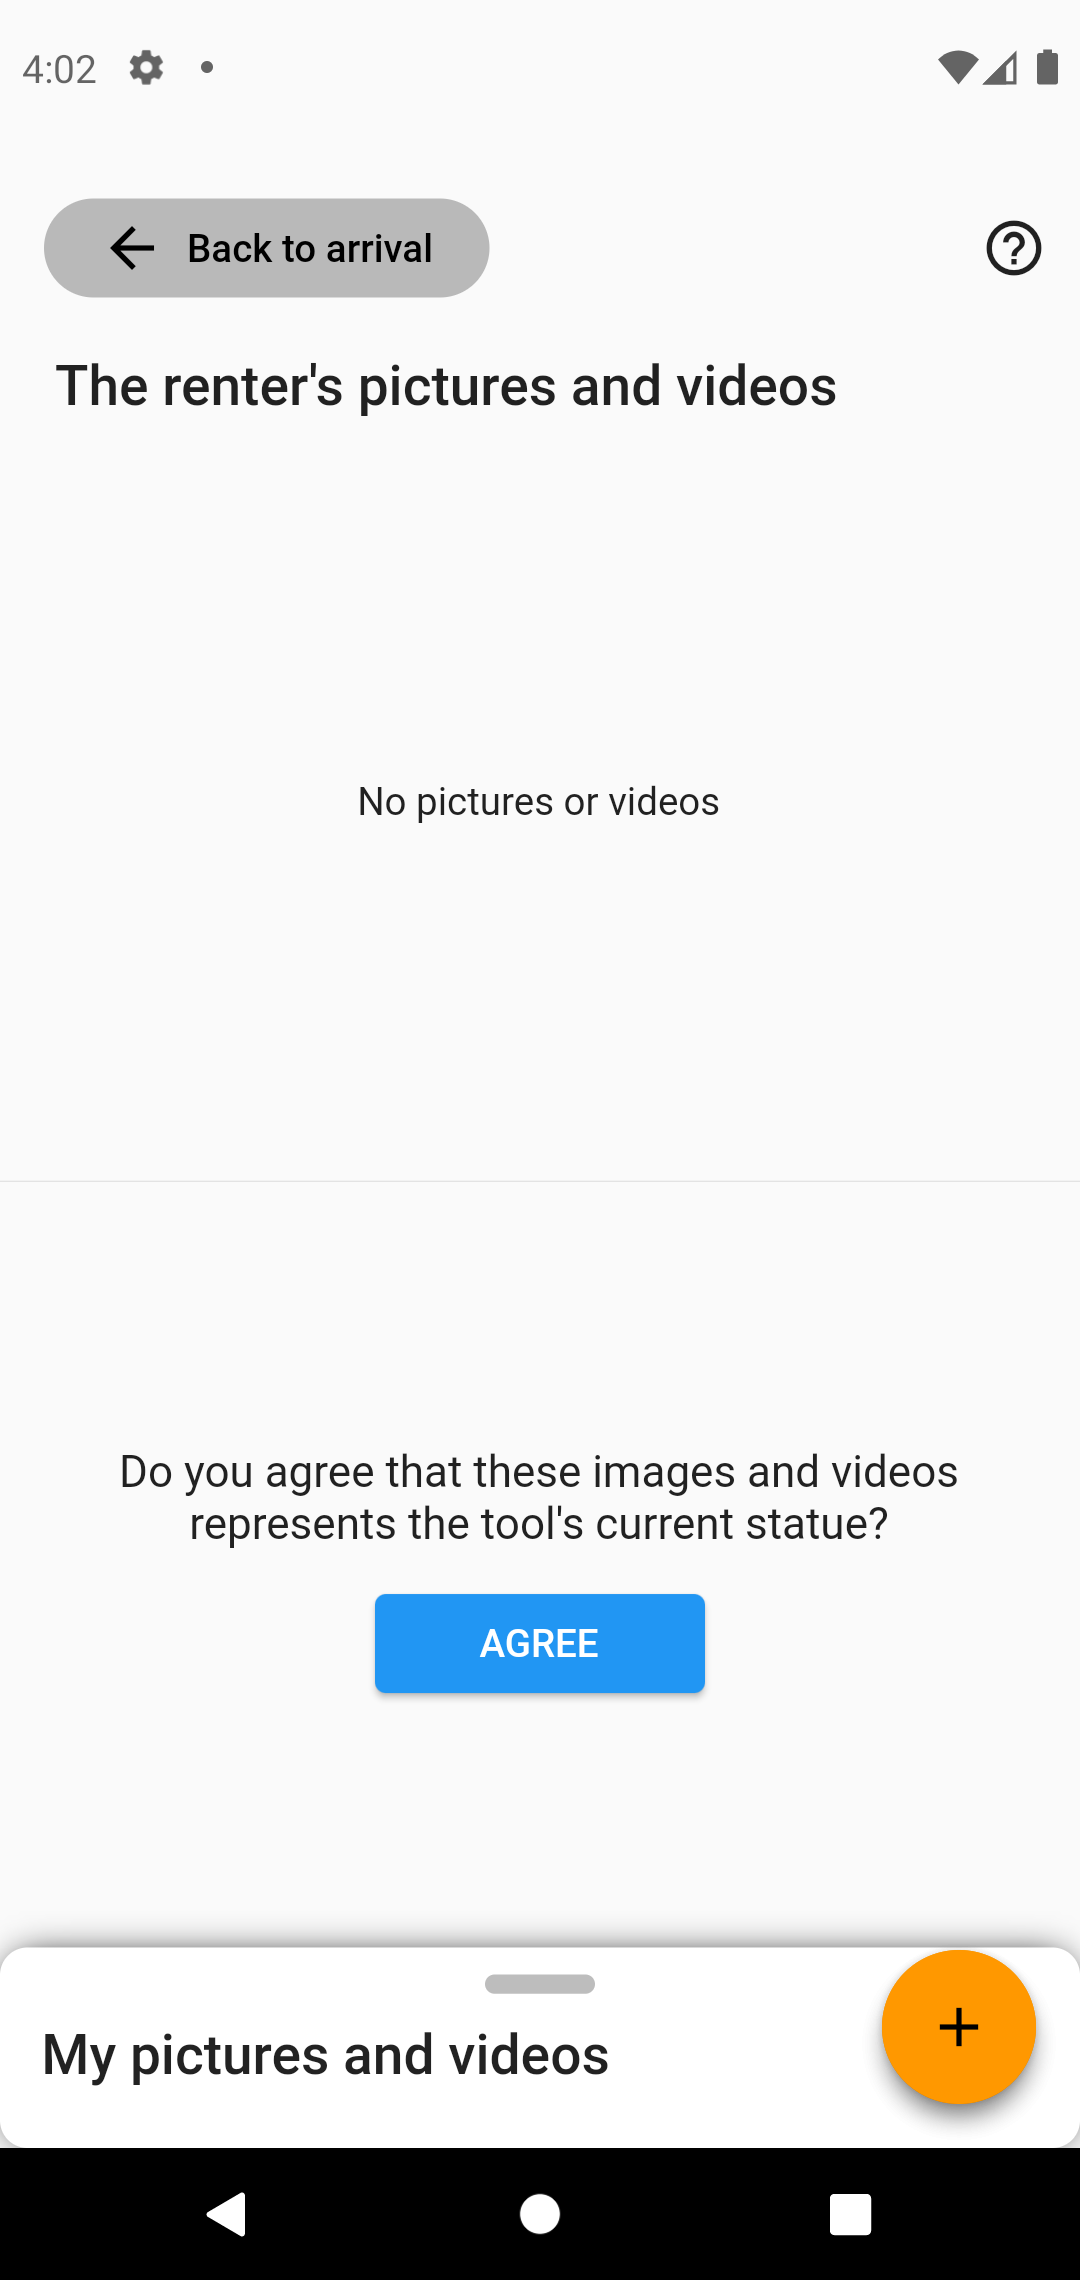 4:02
Back to arrival
The renter's pictures and videos
No pictures or videos
Do you agree that these images and videos
represents the tool's current statue?
AGREE
My pictures and videos